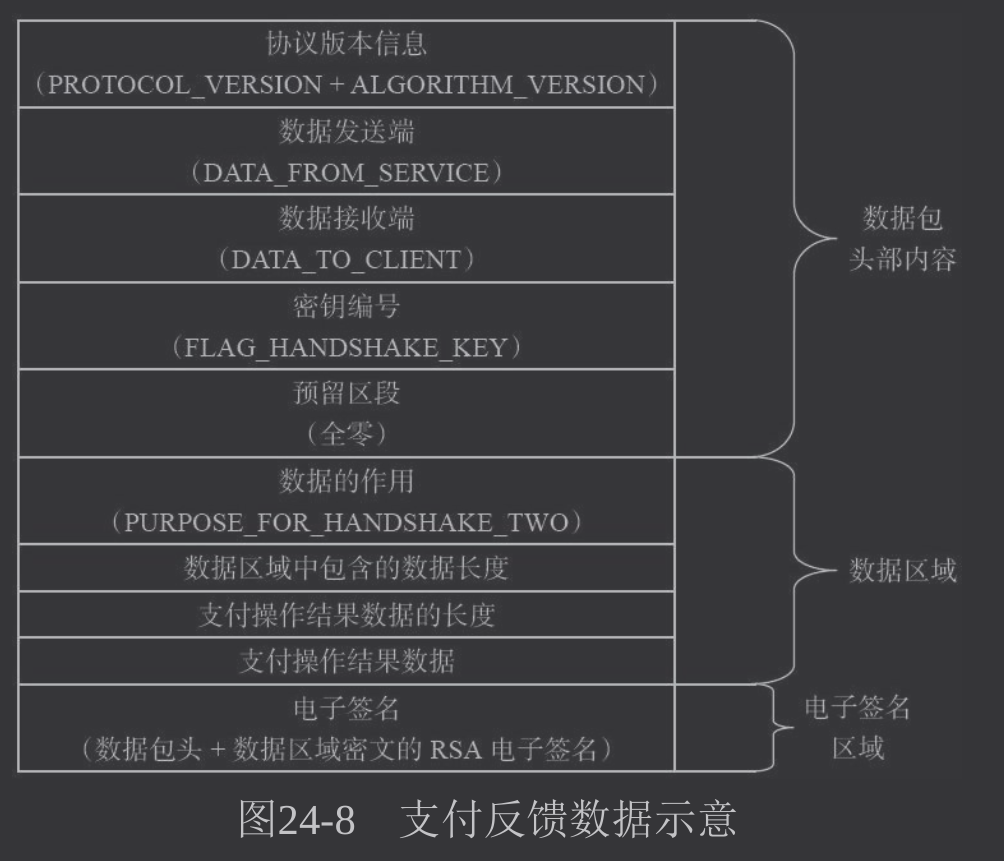 协议版本信息
（PROTOCOL_VERSION + ALGORITHM_VERSION）
数据发送端
（DATA_FROM_SERVICE）
数据接收端
（DATA_TO_CLIENT）
密钥编号
（FLAG_HANDSHAKE_KEY）
预留区段
（全零）
数据包
头部内容
数据的作用
（PURPOSE_FOR_HANDSHAKE_TWO）
数据区域中包含的数据长度
支付操作结果数据的长度
支付操作结果数据
数据区域
电子签名
（数据包头 + 数据区域密文的 RSA 电子签名）
电子签名
区域
图24-8 支付反馈数据示意